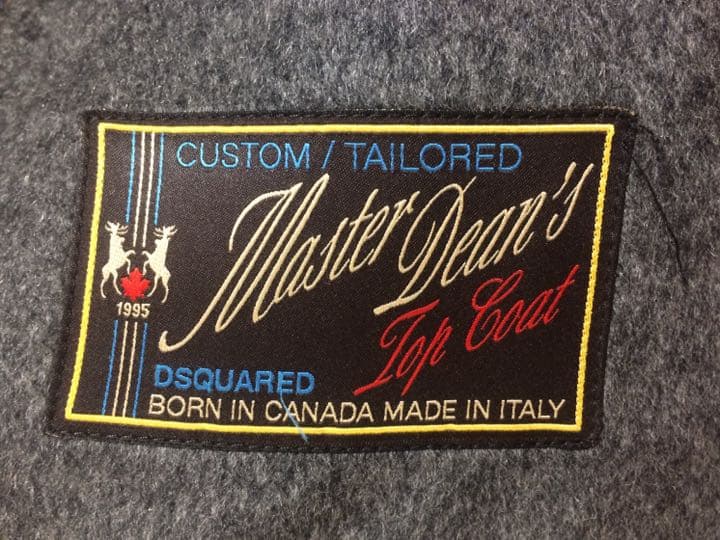 CUSTOM / TAILORED
Master Dean's
Top Coat
1995
DSQUARED
BORN IN CANADA MADE IN ITALY